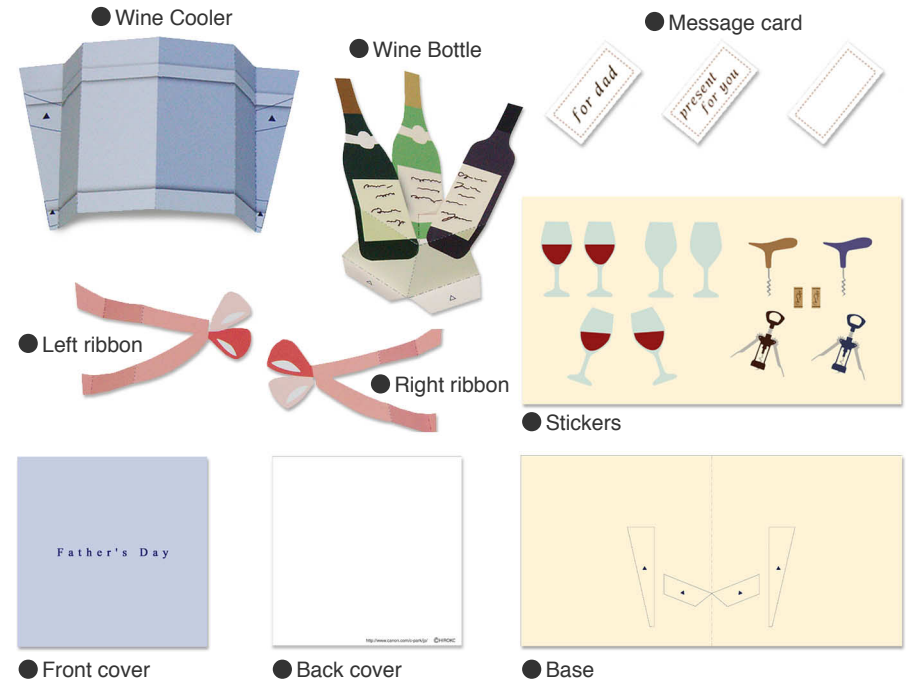 Wine Cooler
Wine Bottle
Message card
for dad
present
for you
Left ribbon
Right ribbon
Stickers
Father's Day
Front cover
Back cover
Base